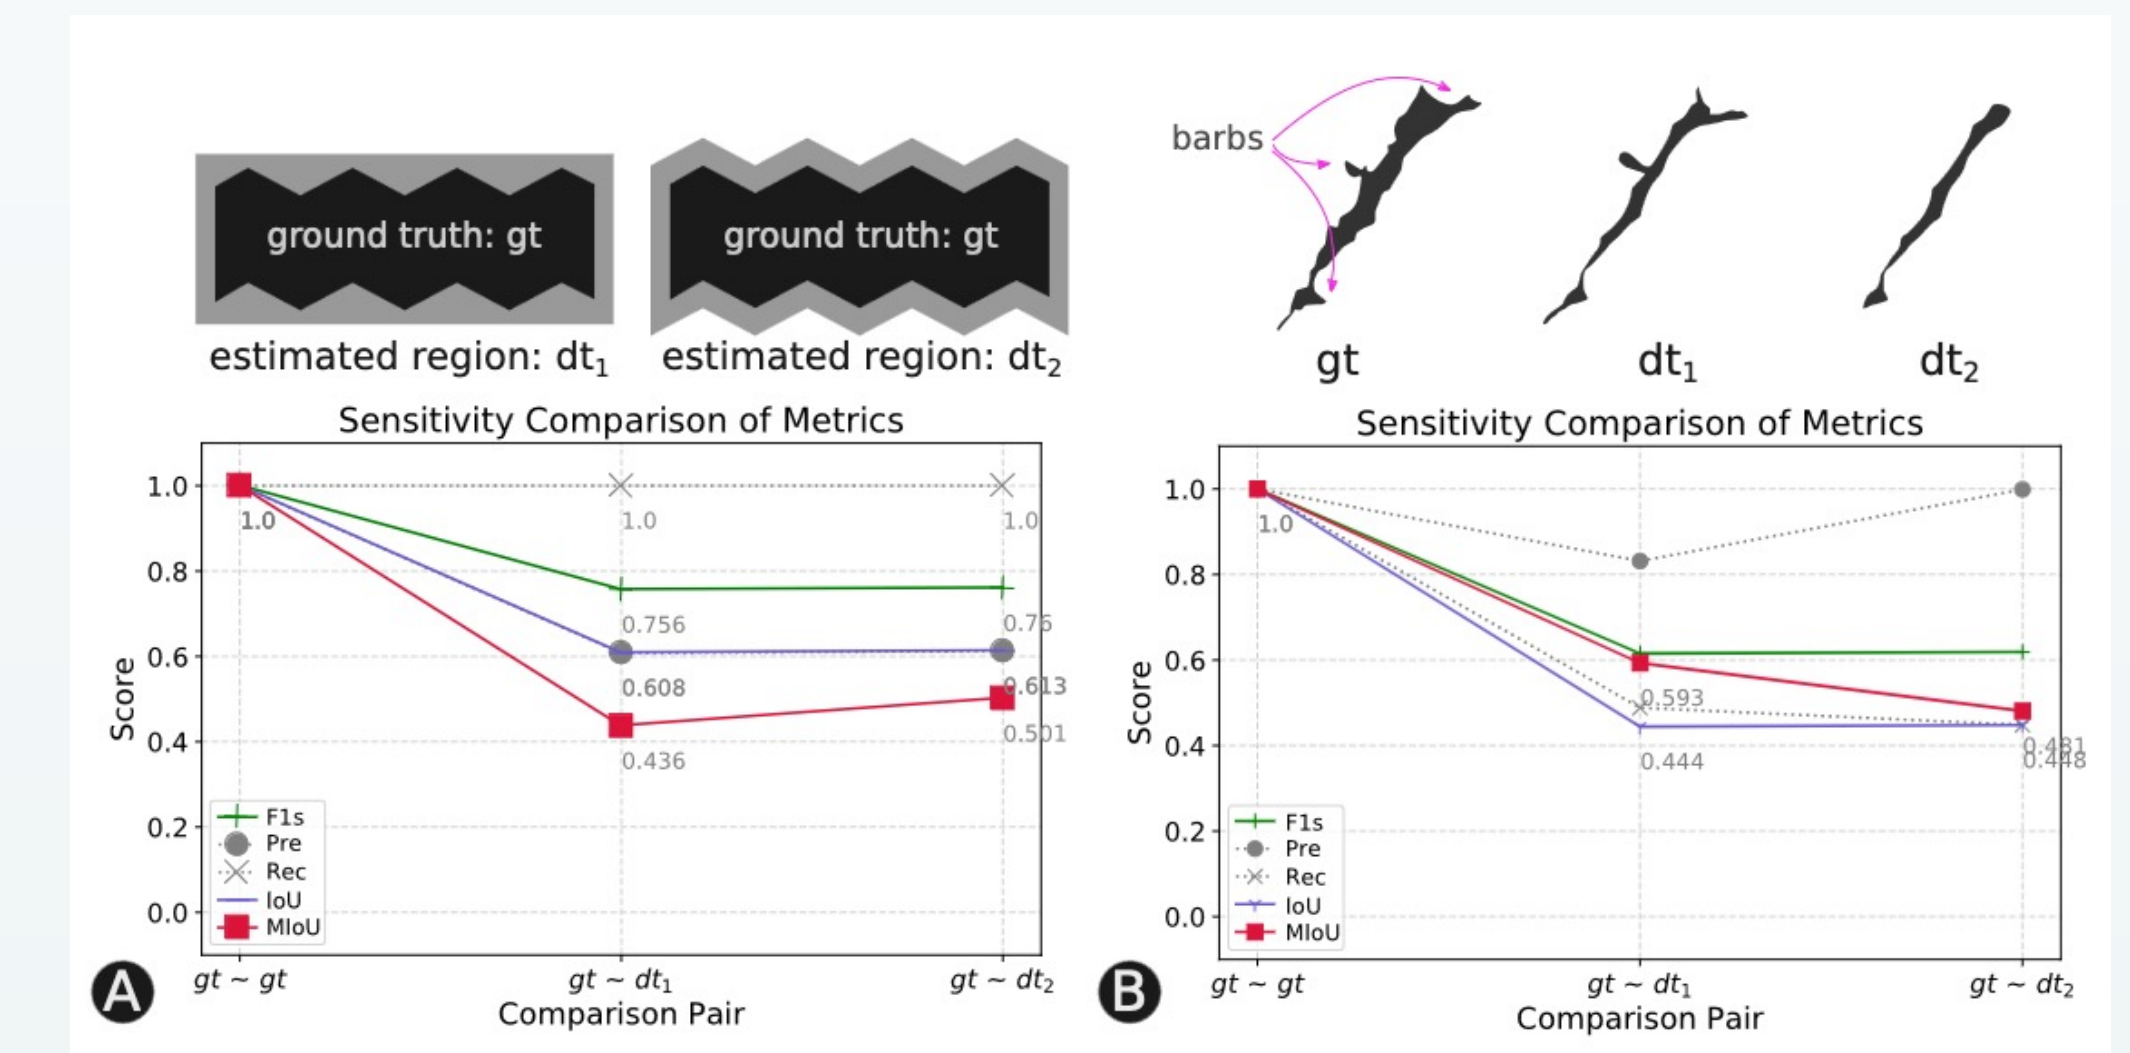 ground truth: gt
ground truth: gt
estimated region: dt₁
estimated region: dt₂
Sensitivity Comparison of Metrics
Score
1.0
0.8
0.6
0.4
0.2
0.0
1.0
1.0
1.0
0.756
0.76
0.608
0.613
0.436
0.501
F1s
Pre
Rec
IoU
MIoU
gt ~ gt
gt ~ dt₁
gt ~ dt₂
Comparison Pair
A
barbs
gt
dt₁
dt₂
Sensitivity Comparison of Metrics
Score
1.0
0.8
0.6
0.4
0.2
0.0
1.0
0.593
0.444
0.481
0.448
F1s
Pre
Rec
IoU
MIoU
gt ~ gt
gt ~ dt₁
gt ~ dt₂
Comparison Pair
B